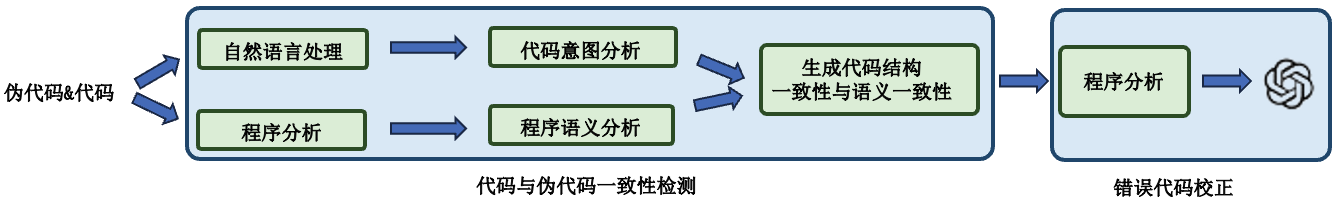 伪代码&代码
自然语言处理
代码意图分析
程序分析
程序语义分析
生成代码结构
一致性与语义一致性
程序分析
代码与伪代码一致性检测
错误代码校正